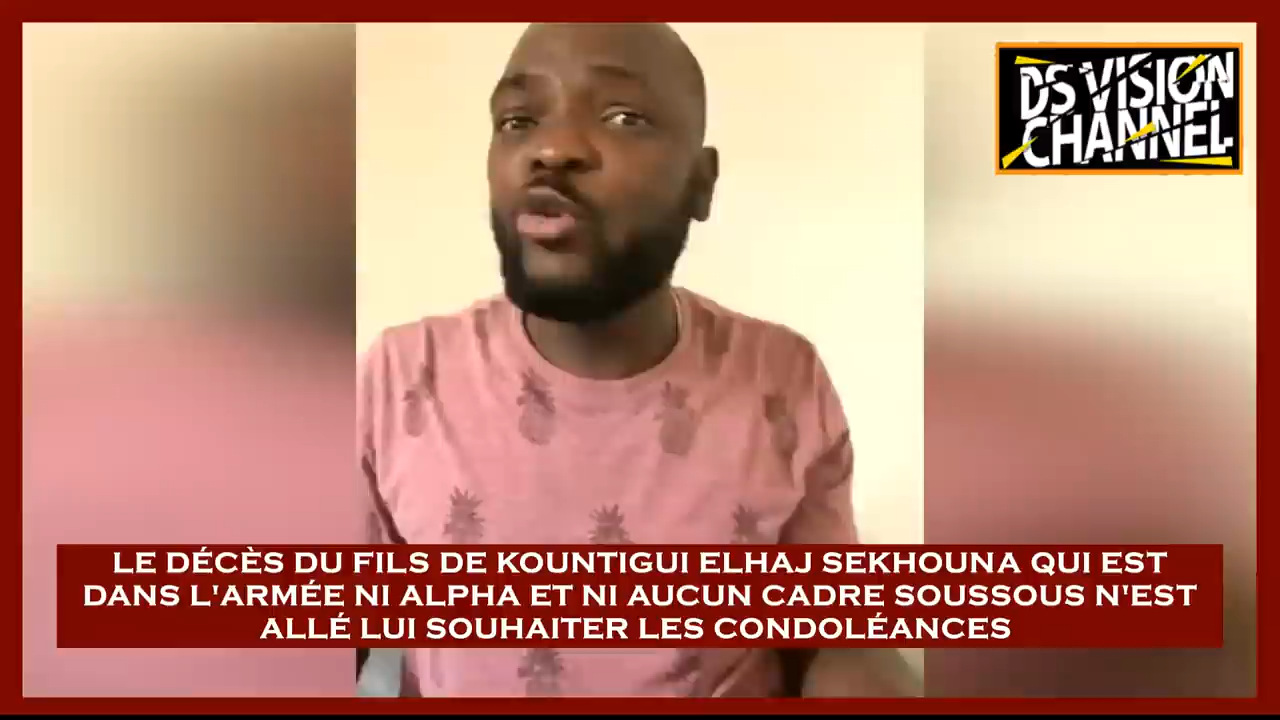 DS VISION
CHANNEL
LE DÉCÈS DU FILS DE KOUNTIGUI ELHAJ SEKHOUNA QUI EST
DANS L'ARMÉE NI ALPHA ET NI AUCUN CADRE SOUSSOUS N'EST
ALLÉ LUI SOUHAITER LES CONDOLÉANCES